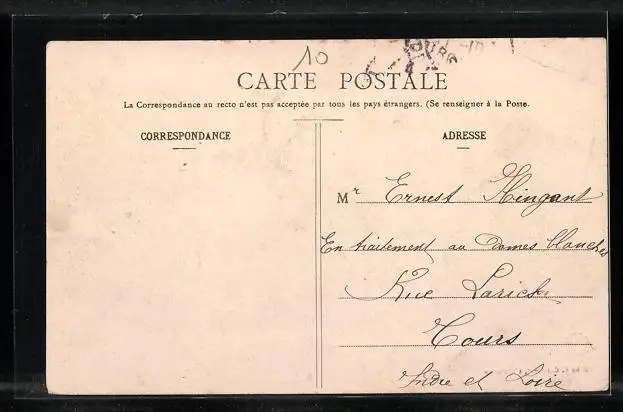 10
CARTE POSTALE
La Correspondance au recto n'est pas acceptée par tous les pays étrangers. (Se renseigner à la Poste.
CORRESPONDANCE
ADRESSE
Mr Ernest Hingant
En traitement au Dames blanches
Rue
Tours
Indre et Loire